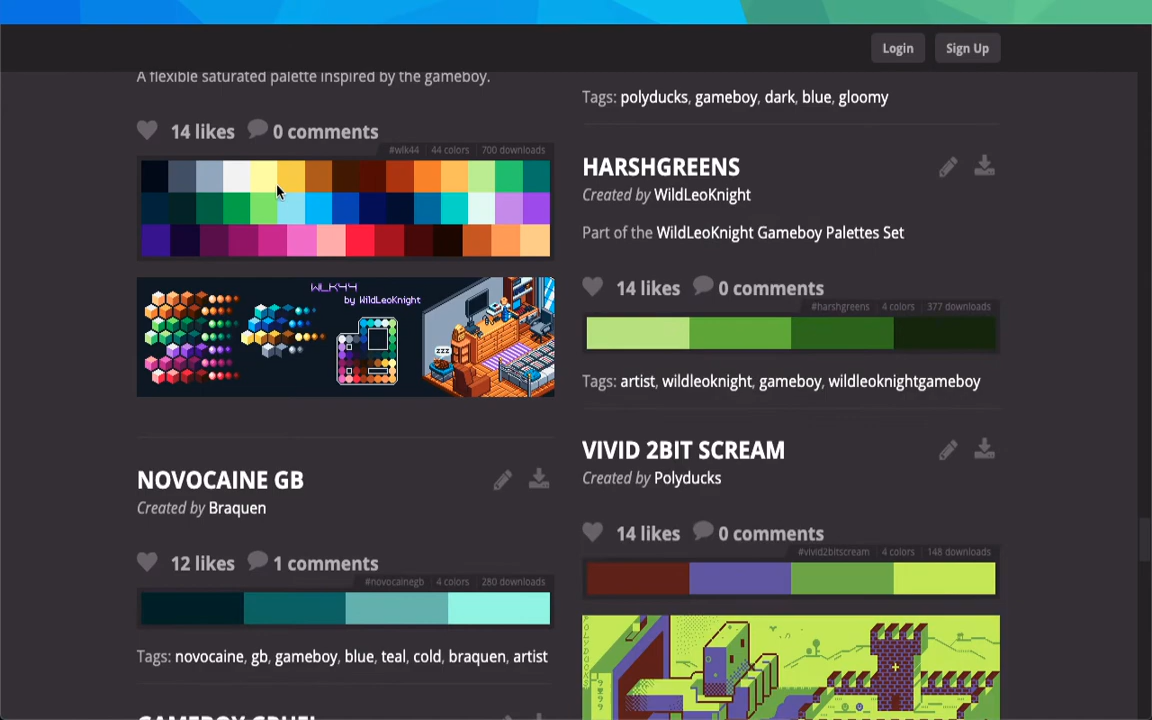 Login
Sign Up
A flexible saturated palette inspired by the gameboy.
14 likes 0 comments
#wlk44 44 colors 700 downloads
WLK44
by WildLeoKnight
ZZZ
NOVOCAINE GB
Created by Braquen
12 likes 1 comments
#novocainegb 4 colors 280 downloads
Tags: novocaine, gb, gameboy, blue, teal, cold, braquen, artist
GAMEBOY GRUEL
Tags: polyducks, gameboy, dark, blue, gloomy
HARSHGREENS
Created by WildLeoKnight
Part of the WildLeoKnight Gameboy Palettes Set
14 likes 0 comments
#harshgreens 4 colors 377 downloads
Tags: artist, wildleoknight, gameboy, wildleoknightgameboy
VIVID 2BIT SCREAM
Created by Polyducks
14 likes 0 comments
#vivid2bitscream 4 colors 148 downloads